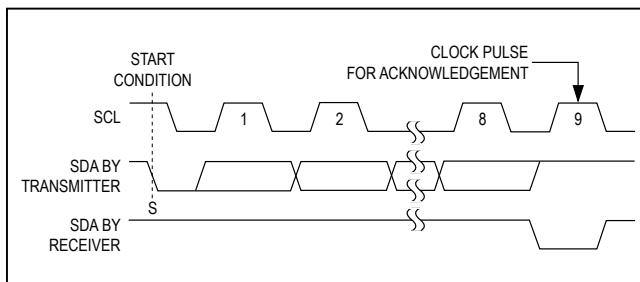 START
CONDITION
CLOCK PULSE
FOR ACKNOWLEDGEMENT
SCL
1
2
8
9
SDA BY
TRANSMITTER
S
SDA BY
RECEIVER